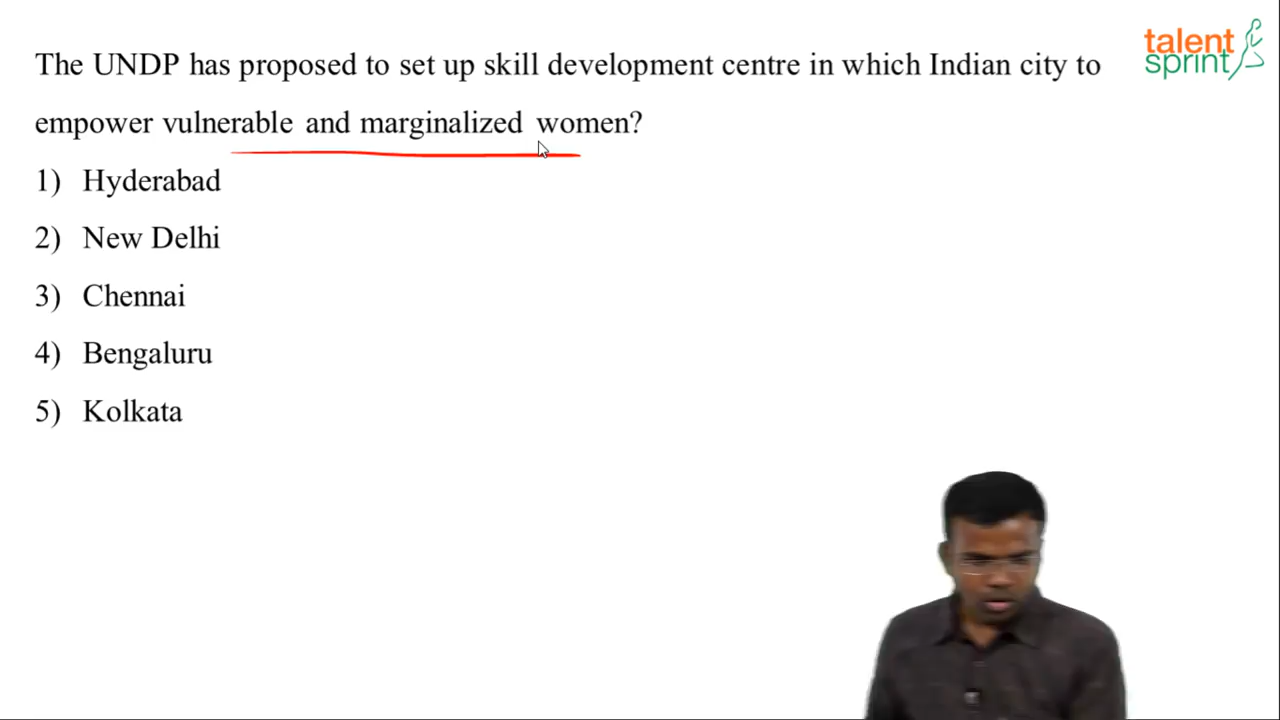 The UNDP has proposed to set up skill development centre in which Indian city to
empower vulnerable and marginalized women?
1) Hyderabad
2) New Delhi
3) Chennai
4) Bengaluru
5) Kolkata
talent
sprint